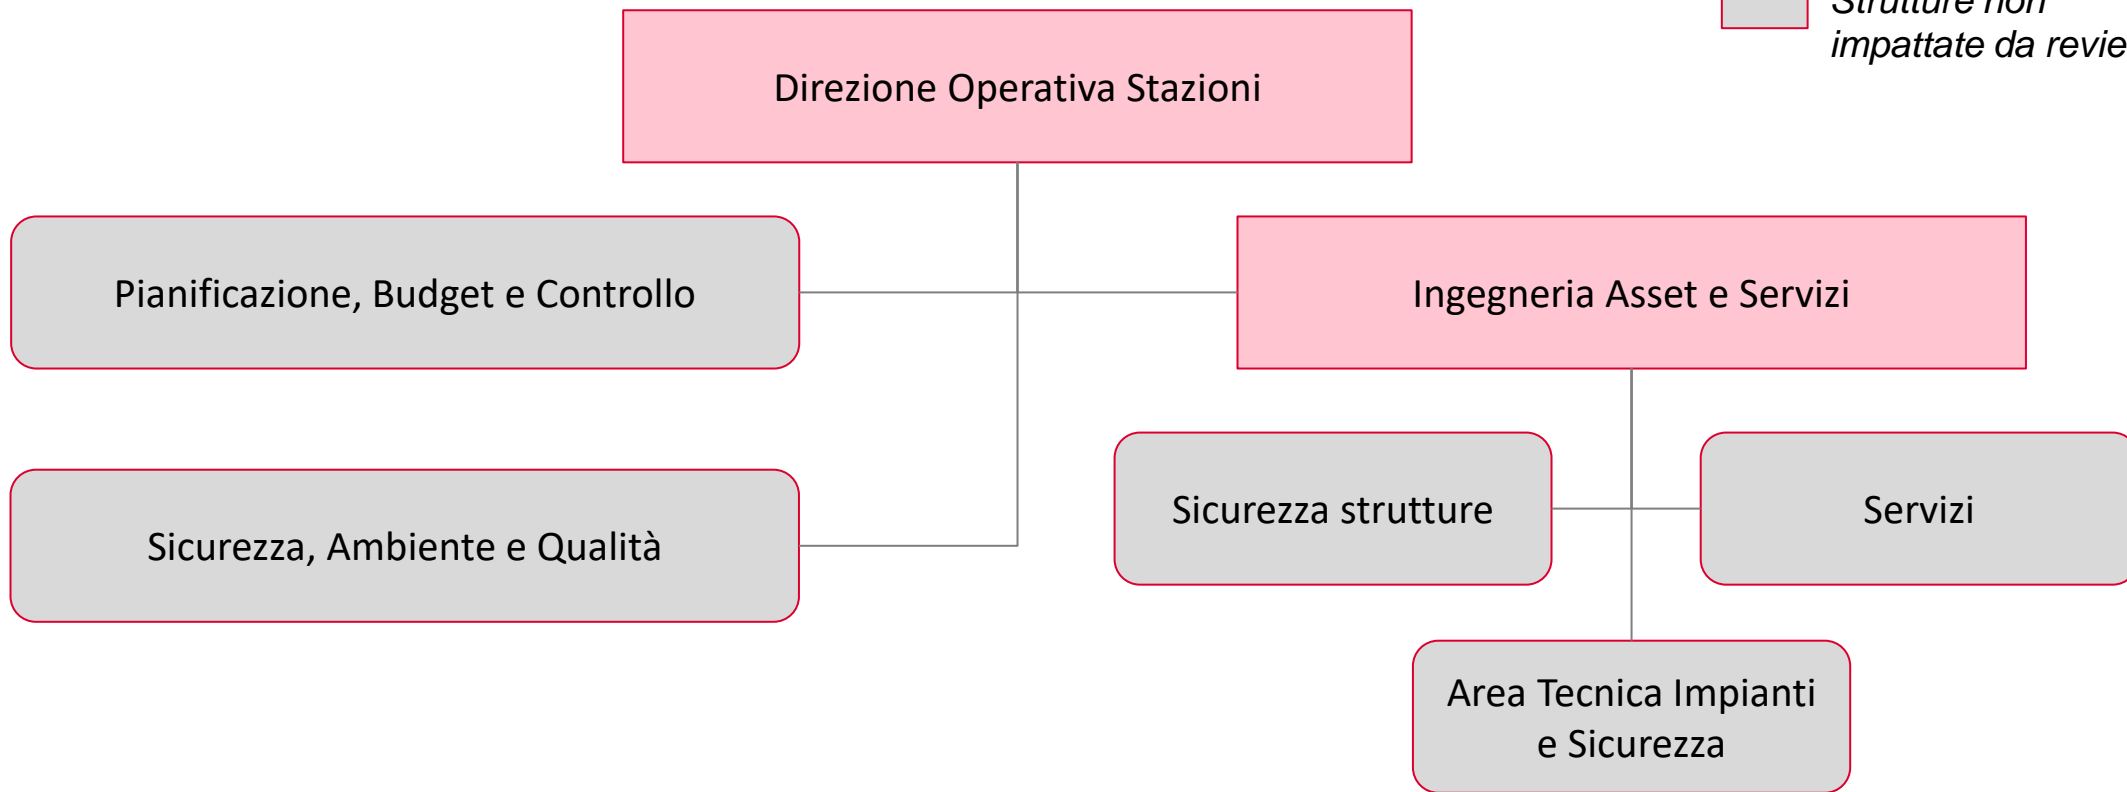 Strutture non
impattate da revie
Direzione Operativa Stazioni
Pianificazione, Budget e Controllo
Ingegneria Asset e Servizi
Sicurezza strutture
Servizi
Sicurezza, Ambiente e Qualità
Area Tecnica Impianti
e Sicurezza